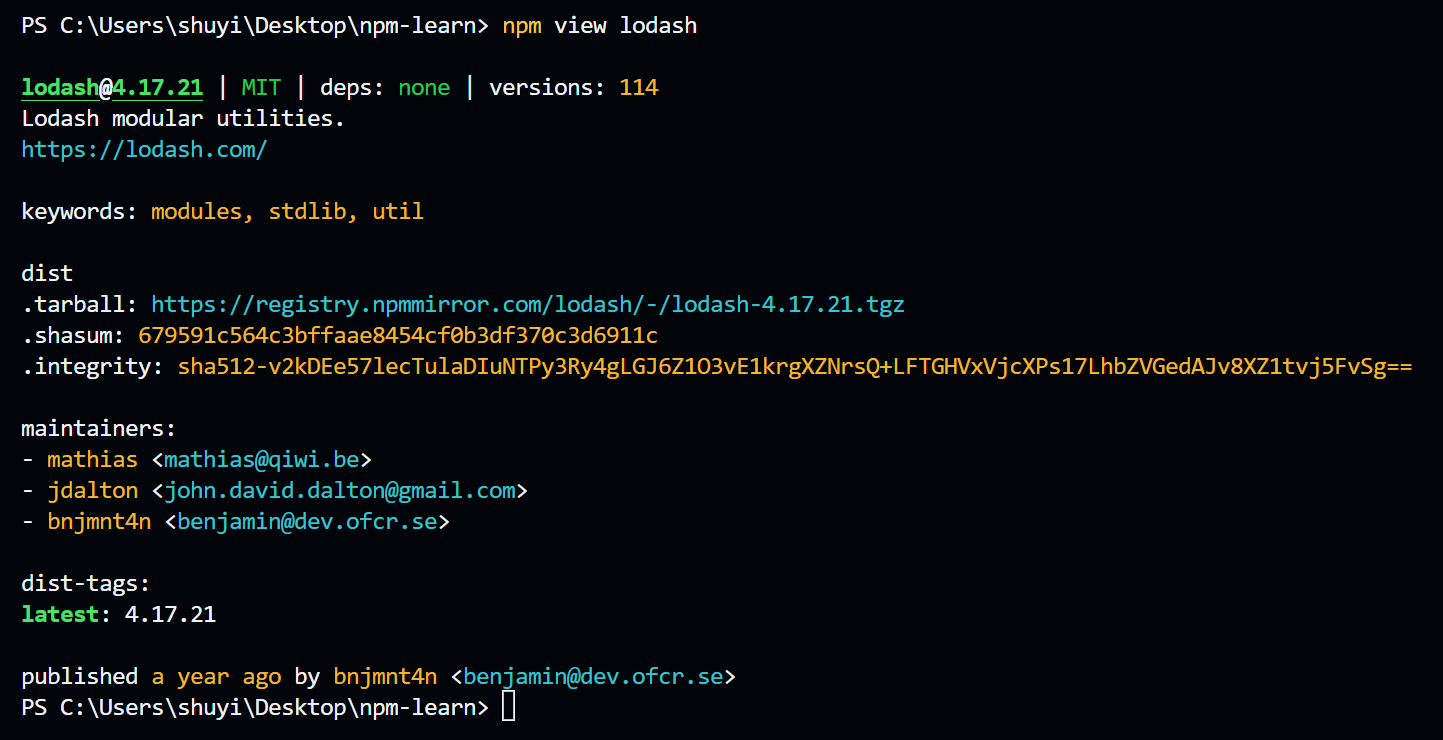 PS C:\Users\shuyi\Desktop\npm-learn> npm view lodash
lodash@4.17.21 | MIT | deps: none | versions: 114
Lodash modular utilities.
https://lodash.com/
keywords: modules, stdlib, util
dist
.tarball: https://registry.npmmirror.com/lodash/-/lodash-4.17.21.tgz
.shasum: 679591c564c3bffaae8454cf0b3df370c3d6911c
.integrity: sha512-v2kDEe57lecTulaDIuNTPy3Ry4gLGJ6Z1O3vE1krgXZNrsQ+LFTGHVxVjcXPs17LhbZVGedAJv8XZ1tvj5FvSg==
maintainers:
- mathias <mathias@qiwi.be>
- jdalton <john.david.dalton@gmail.com>
- bnjmnt4n <benjamin@dev.ofcr.se>
dist-tags:
latest: 4.17.21
published a year ago by bnjmnt4n <benjamin@dev.ofcr.se>
PS C:\Users\shuyi\Desktop\npm-learn>